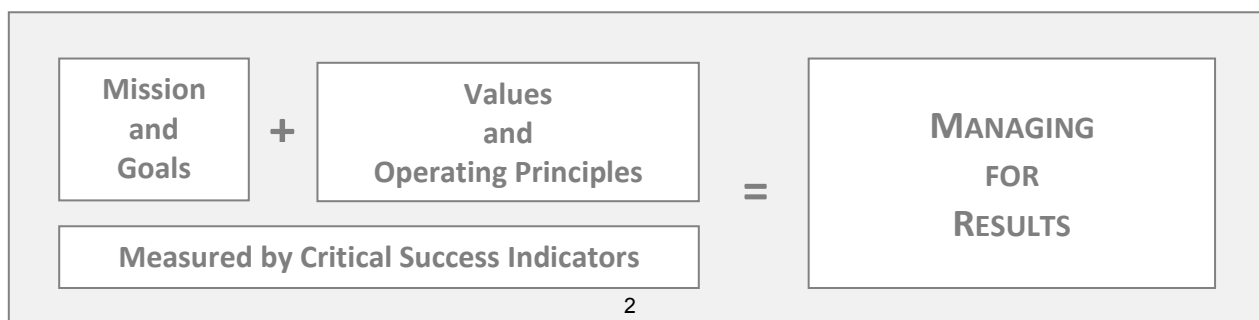 Mission
and
Goals
+
Values
and
Operating Principles
Measured by Critical Success Indicators
=
MANAGING
FOR
RESULTS
2